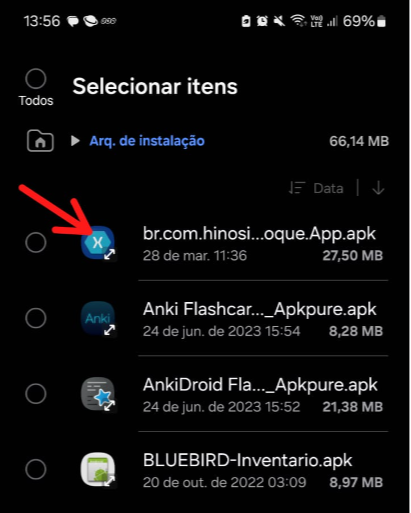 13:56
Vo))
LTE
69%
Todos
Selecionar itens
Arq. de instalação
66,14 MB
Data
X
br.com.hinosi...oque.App.apk
28 de mar. 11:36
27,50 MB
Anki
Anki Flashcar..._Apkpure.apk
24 de jun. de 2023 15:54
8,28 MB
AnkiDroid Fla..._Apkpure.apk
24 de jun. de 2023 15:52
21,38 MB
BLUEBIRD-Inventario.apk
20 de out. de 2022 03:09
8,97 MB